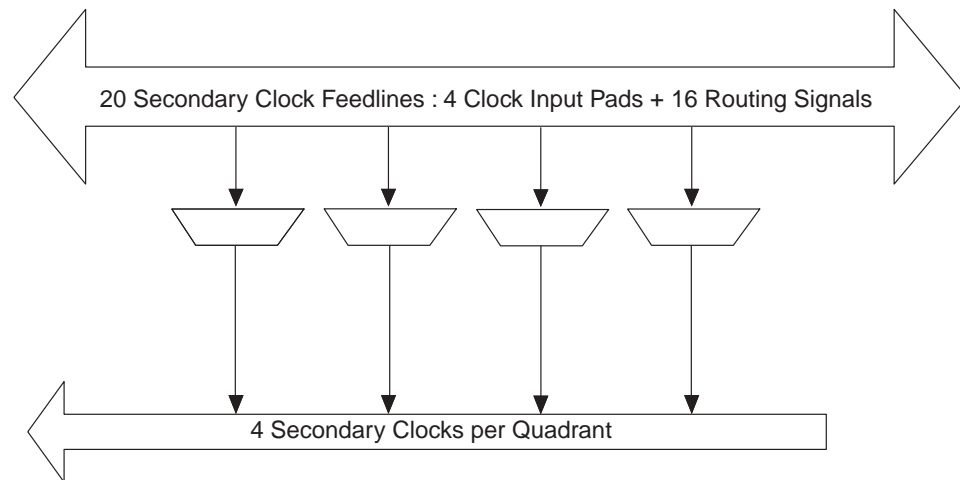 20 Secondary Clock Feedlines : 4 Clock Input Pads + 16 Routing Signals
4 Secondary Clocks per Quadrant